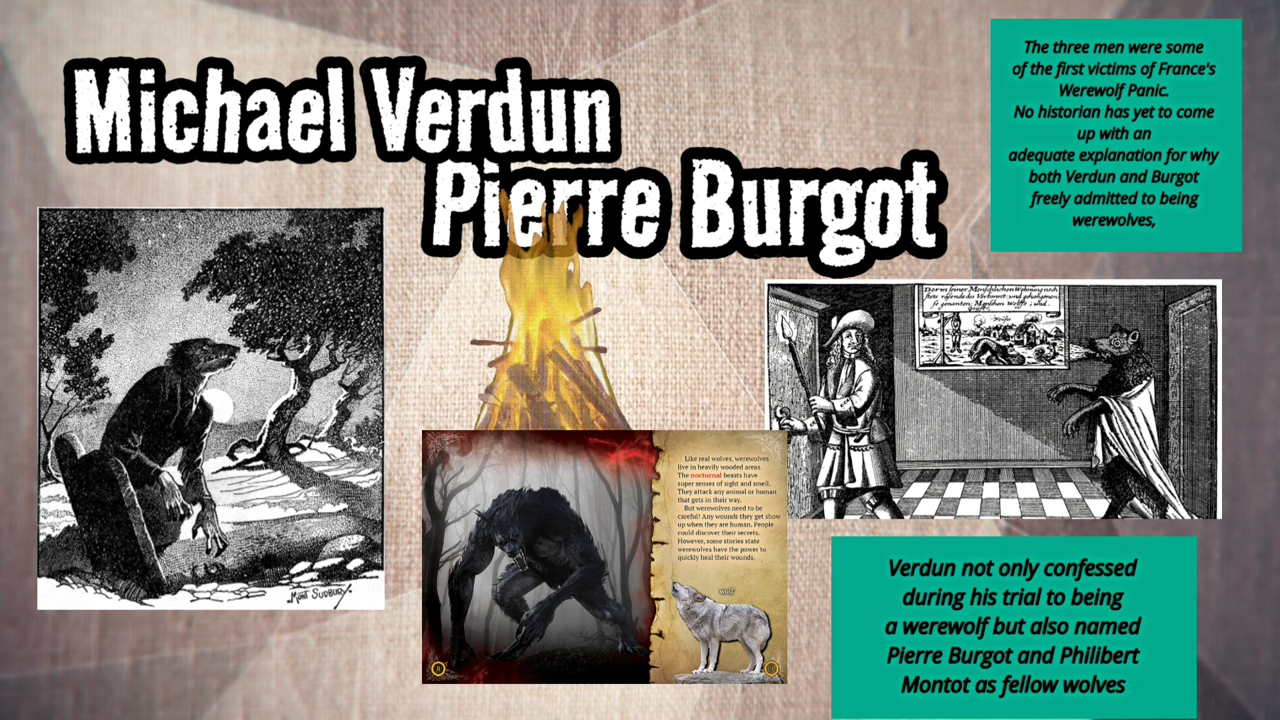 Michael Verdun
Pierre Burgot
The three men were some
of the first victims of France's
Werewolf Panic.
No historian has yet to come
up with an
adequate explanation for why
both Verdun and Burgot
freely admitted to being
werewolves,
MONT SUDBURY.
Like real wolves, werewolves
live in heavily wooded areas.
The nocturnal beasts have
super senses of sight and smell.
They attack any animal or human
that gets in their way.
But werewolves need to be
careful! Any wounds they get show
up when they are human. People
could discover their secrets.
However, some stories state
werewolves have the power to
quickly heal their wounds.
wolf
Verdun not only confessed
during his trial to being
a werewolf but also named
Pierre Burgot and Philibert
Montot as fellow wolves